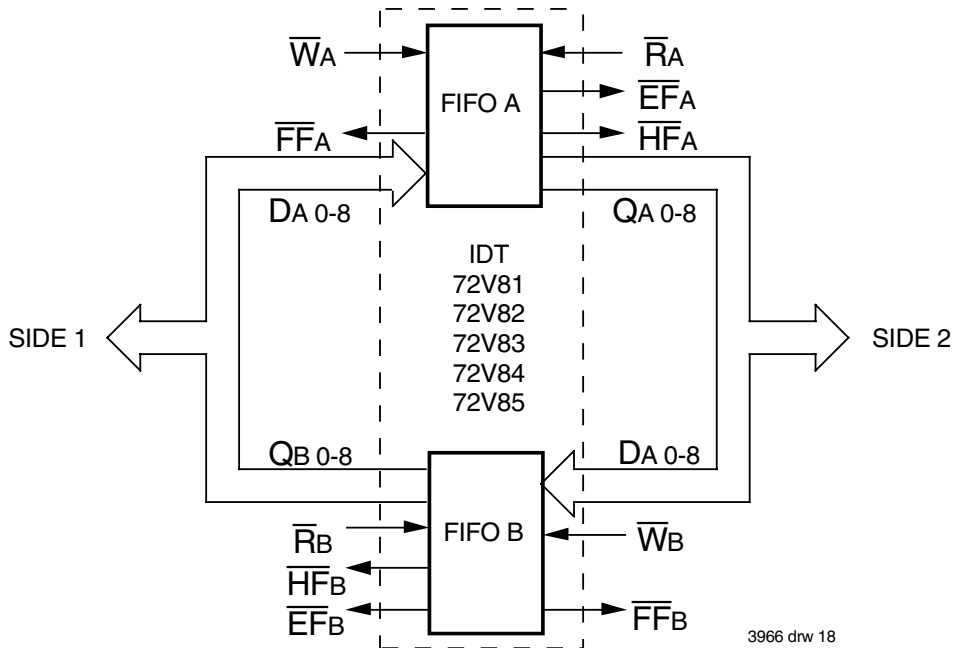 W̅A
R̅A
FIFO A
E̅F̅A
F̅F̅A
H̅F̅A
DA 0-8
QA 0-8
IDT
72V81
72V82
72V83
72V84
72V85
SIDE 1
SIDE 2
QB 0-8
DA 0-8
R̅B
FIFO B
W̅B
H̅F̅B
E̅F̅B
F̅F̅B
3966 drw 18